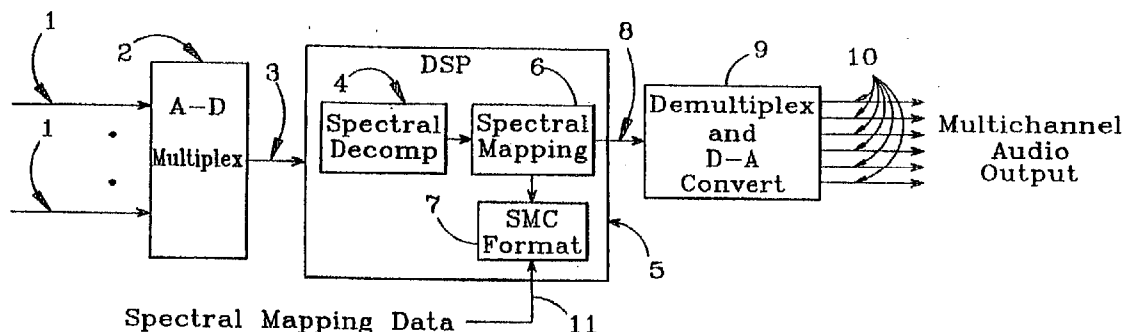 1
2
3
DSP
4
6
8
9
10
A-D
Multiplex
1
Spectral
Decomp
Spectral
Mapping
Demultiplex
and
D-A
Convert
Multichannel
Audio
Output
7
SMC
Format
5
Spectral Mapping Data
11